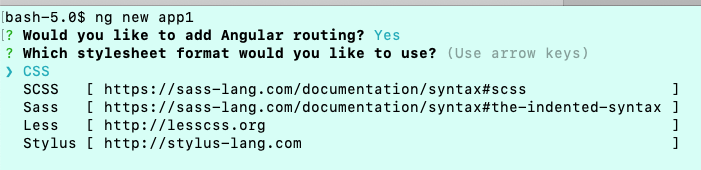 [bash-5.0$ ng new app1
[? Would you like to add Angular routing? Yes
? Which stylesheet format would you like to use? (Use arrow keys)
❯ CSS
SCSS   [ https://sass-lang.com/documentation/syntax#scss                ]
Sass   [ https://sass-lang.com/documentation/syntax#the-indented-syntax ]
Less   [ http://lesscss.org                                             ]
Stylus [ http://stylus-lang.com                                         ]